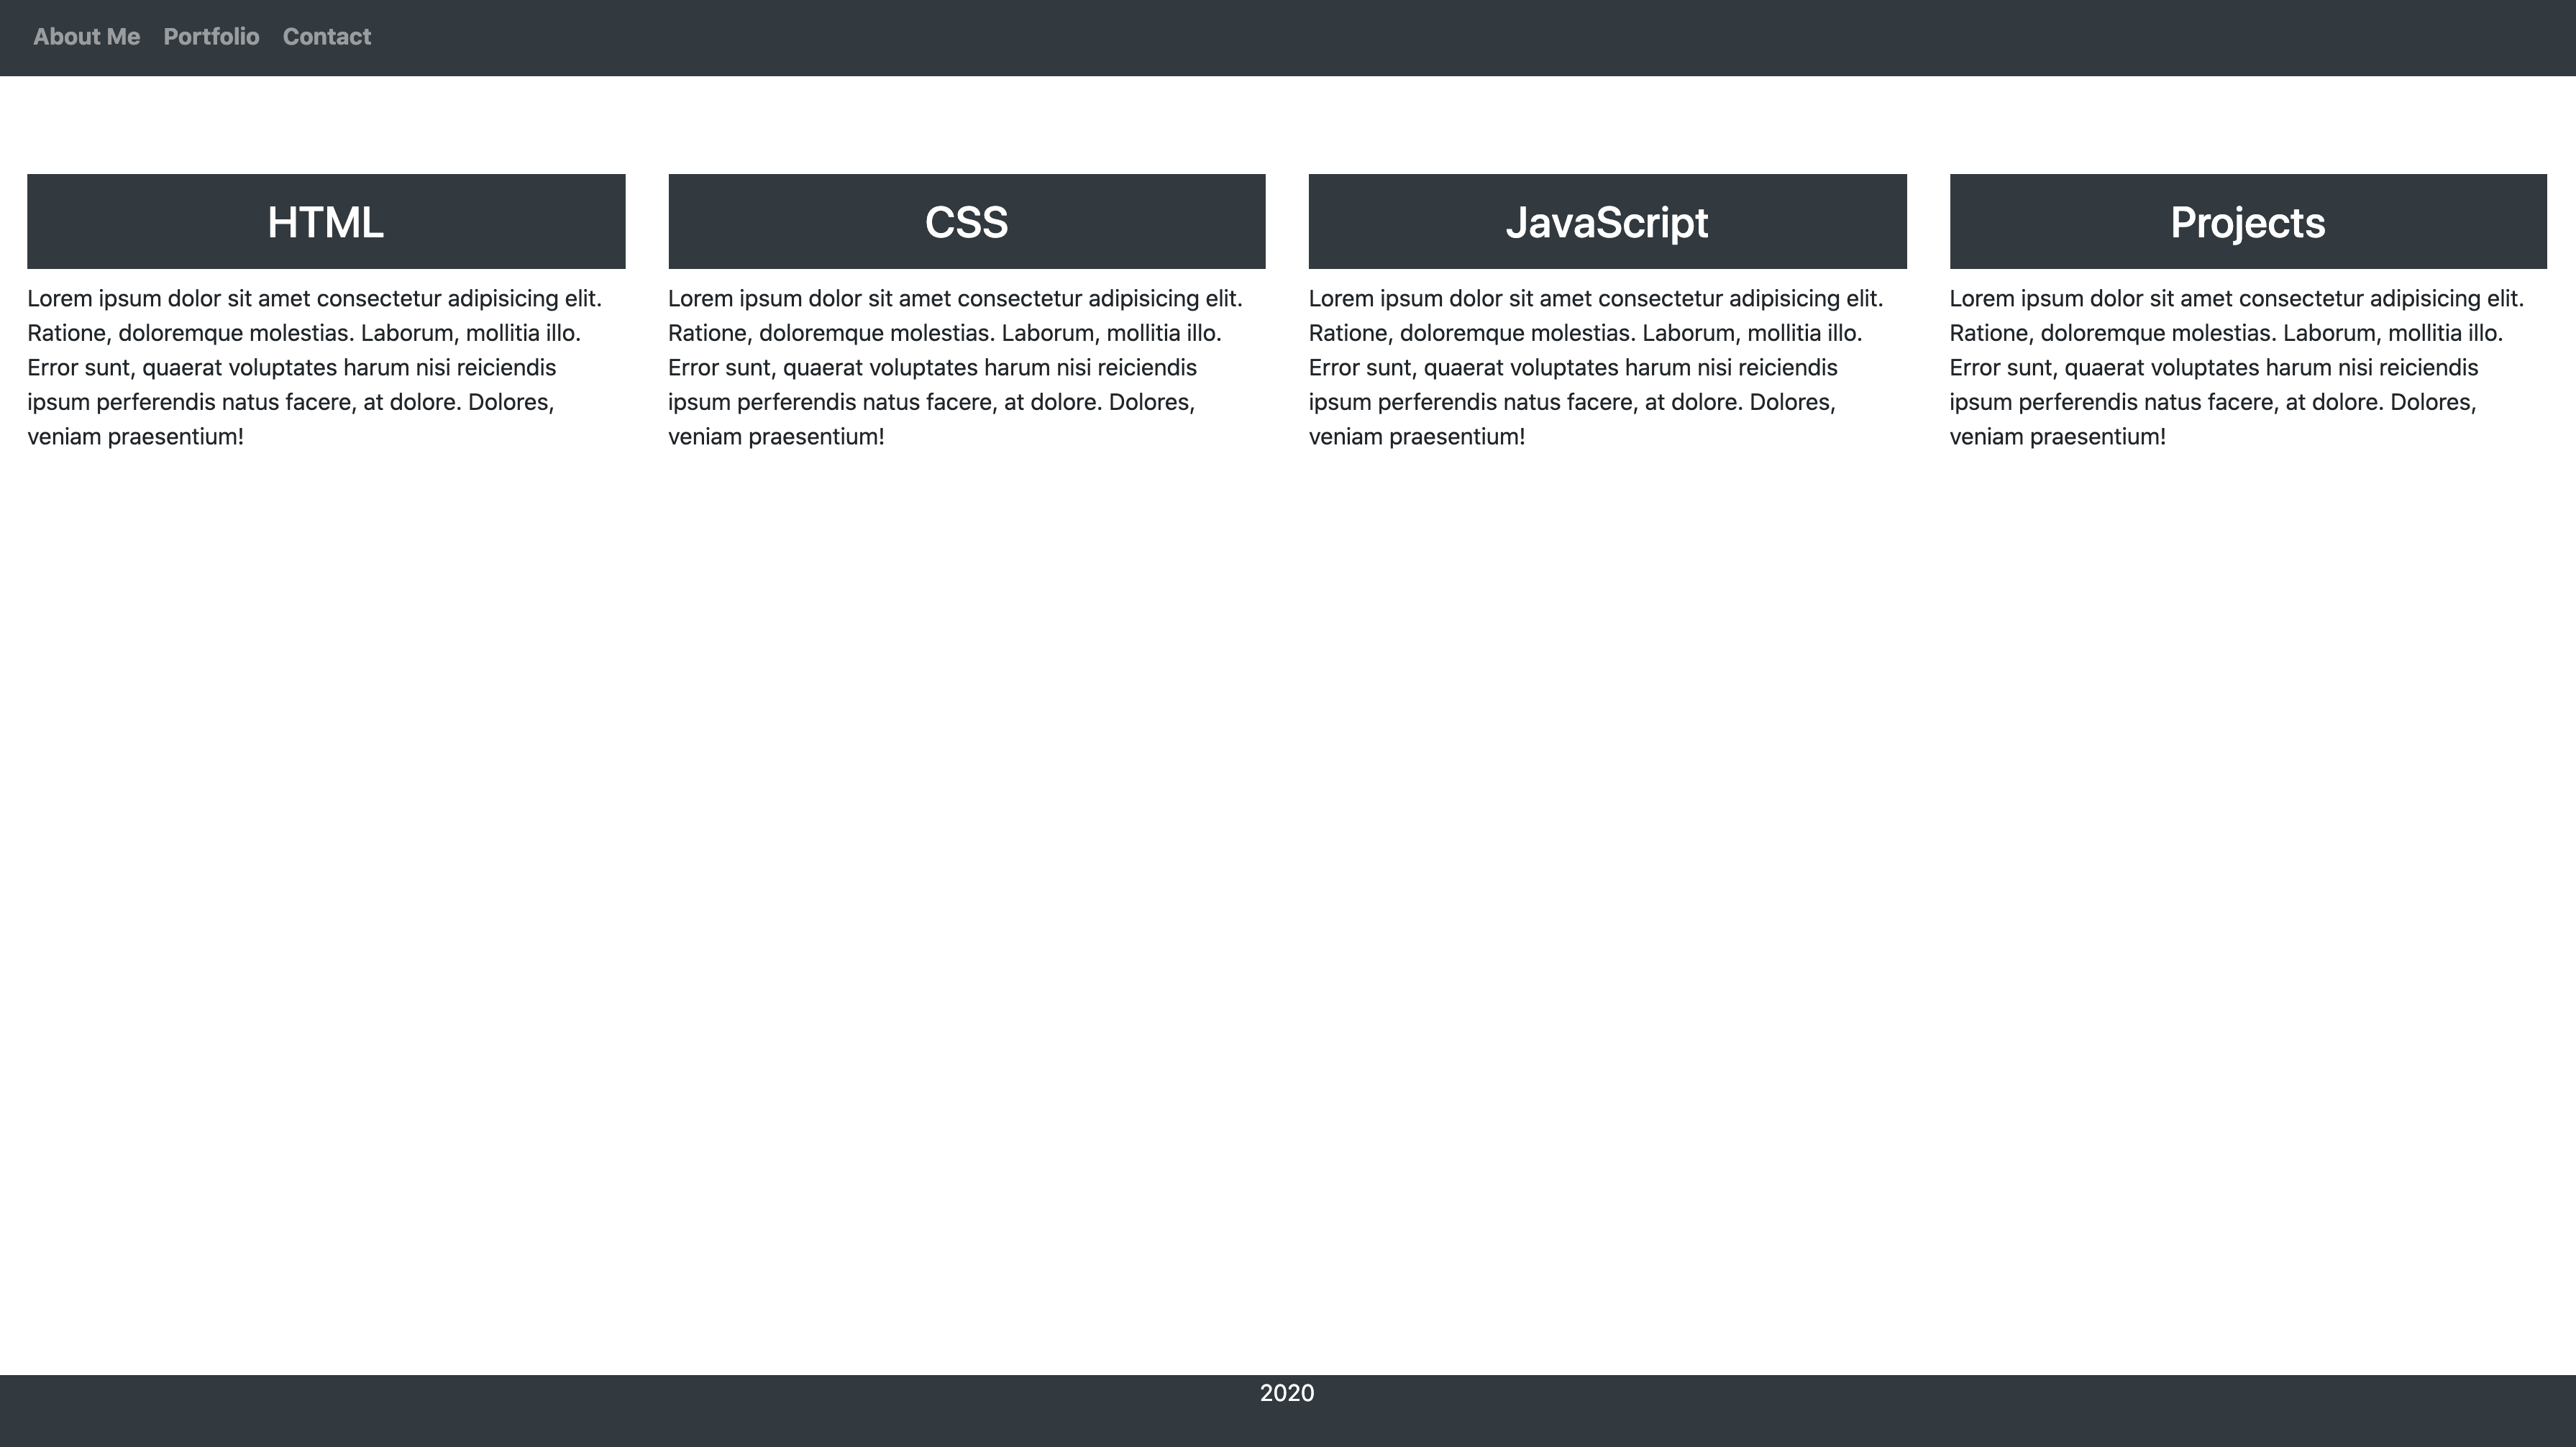 About Me Portfolio Contact
HTML
Lorem ipsum dolor sit amet consectetur adipisicing elit.
Ratione, doloremque molestias. Laborum, mollitia illo.
Error sunt, quaerat voluptates harum nisi reiciendis
ipsum perferendis natus facere, at dolore. Dolores,
veniam praesentium!
CSS
Lorem ipsum dolor sit amet consectetur adipisicing elit.
Ratione, doloremque molestias. Laborum, mollitia illo.
Error sunt, quaerat voluptates harum nisi reiciendis
ipsum perferendis natus facere, at dolore. Dolores,
veniam praesentium!
JavaScript
Lorem ipsum dolor sit amet consectetur adipisicing elit.
Ratione, doloremque molestias. Laborum, mollitia illo.
Error sunt, quaerat voluptates harum nisi reiciendis
ipsum perferendis natus facere, at dolore. Dolores,
veniam praesentium!
Projects
Lorem ipsum dolor sit amet consectetur adipisicing elit.
Ratione, doloremque molestias. Laborum, mollitia illo.
Error sunt, quaerat voluptates harum nisi reiciendis
ipsum perferendis natus facere, at dolore. Dolores,
veniam praesentium!
2020